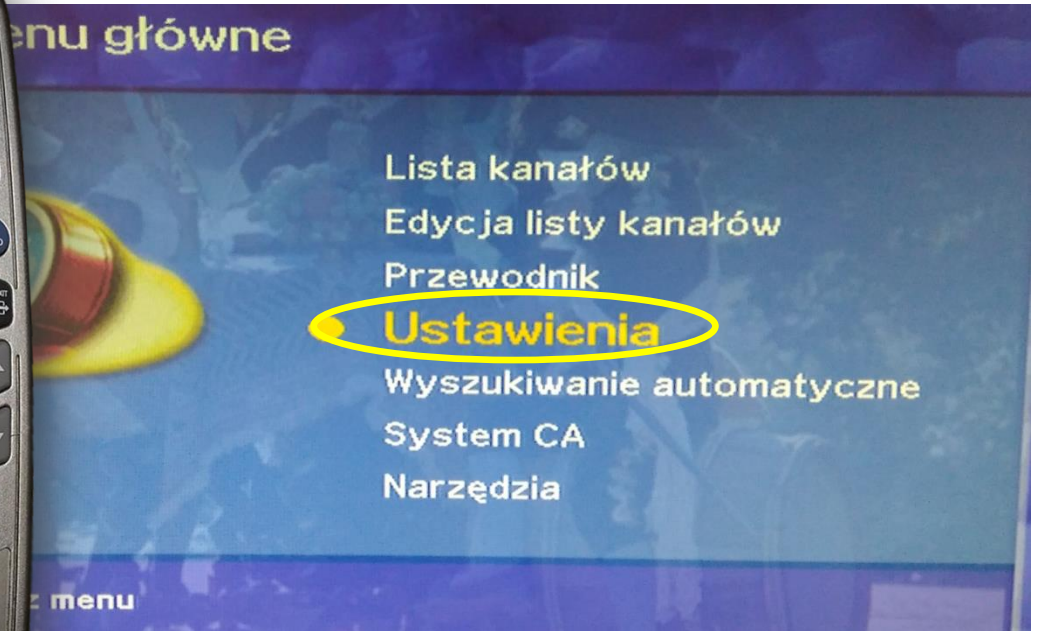 enu główne
Lista kanałów
Edycja listy kanałów
Przewodnik
Ustawienia
Wyszukiwanie automatyczne
System CA
Narzędzia
z menu